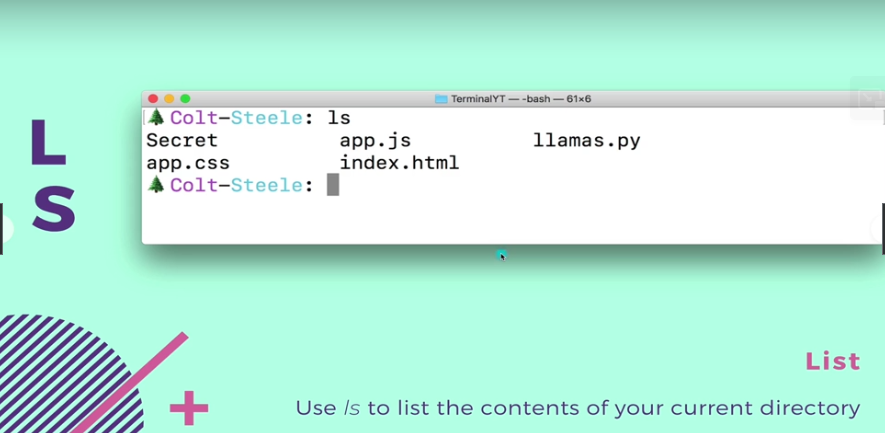 L
S
TerminalYT — -bash — 61×6
🌲Colt-Steele: ls
Secret app.js llamas.py
app.css index.html
🌲Colt-Steele:
List
Use ls to list the contents of your current directory